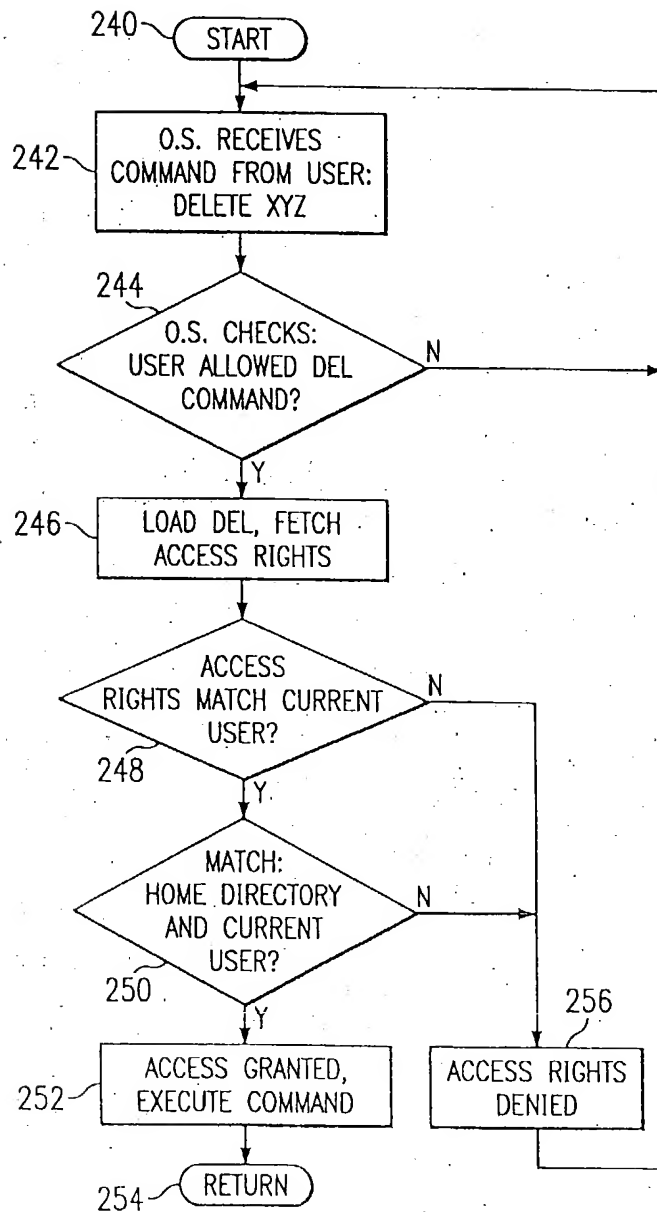 240
START
242
O.S. RECEIVES
COMMAND FROM USER:
DELETE XYZ
244
O.S. CHECKS:
USER ALLOWED DEL
COMMAND?
N
Y
246
LOAD DEL, FETCH
ACCESS RIGHTS
ACCESS
RIGHTS MATCH CURRENT
USER?
N
248
Y
MATCH:
HOME DIRECTORY
AND CURRENT
USER?
N
250
Y
256
252
ACCESS GRANTED,
EXECUTE COMMAND
ACCESS RIGHTS
DENIED
254
RETURN